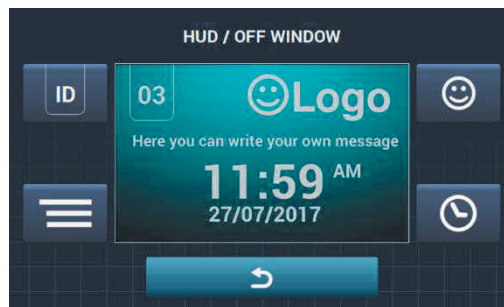 HUD / OFF WINDOW
ID
03
Logo
Here you can write your own message
11:59 AM
27/07/2017